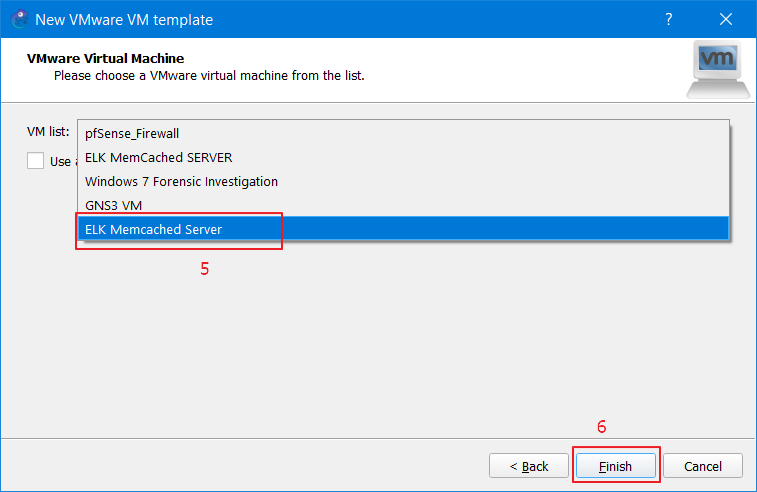 New VMware VM template
?
VMware Virtual Machine
Please choose a VMware virtual machine from the list.
vm
VM list:
pfSense_Firewall
ELK MemCached SERVER
Use
Windows 7 Forensic Investigation
GNS3 VM
ELK Memcached Server
5
6
< Back
Finish
Cancel